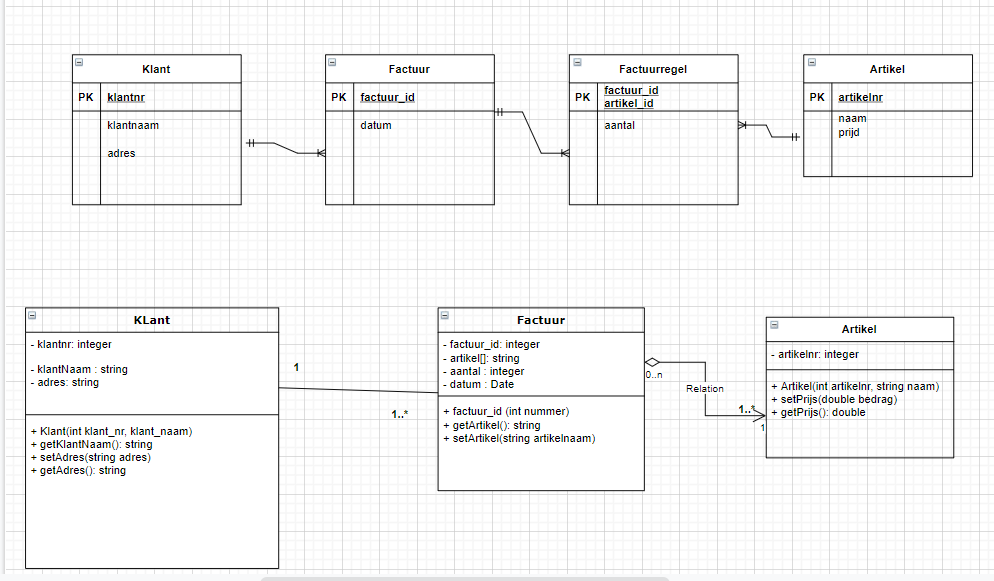 Klant
PK klantnr
klantnaam
adres
Factuur
PK factuur_id
datum
Factuurregel
PK factuur_id
artikel_id
aantal
Artikel
PK artikelnr
naam
prijd
KLant
- klantnr: integer
- klantNaam : string
- adres: string
+ Klant(int klant_nr, klant_naam)
+ getKlantNaam(): string
+ setAdres(string adres)
+ getAdres(): string
1
1..*
Factuur
- factuur_id: integer
- artikel[]: string
- aantal : integer
- datum : Date
+ factuur_id (int nummer)
+ getArtikel(): string
+ setArtikel(string artikelnaam)
0..n
Relation
1..*
1
Artikel
- artikelnr: integer
+ Artikel(int artikelnr, string naam)
+ setPrijs(double bedrag)
+ getPrijs(): double